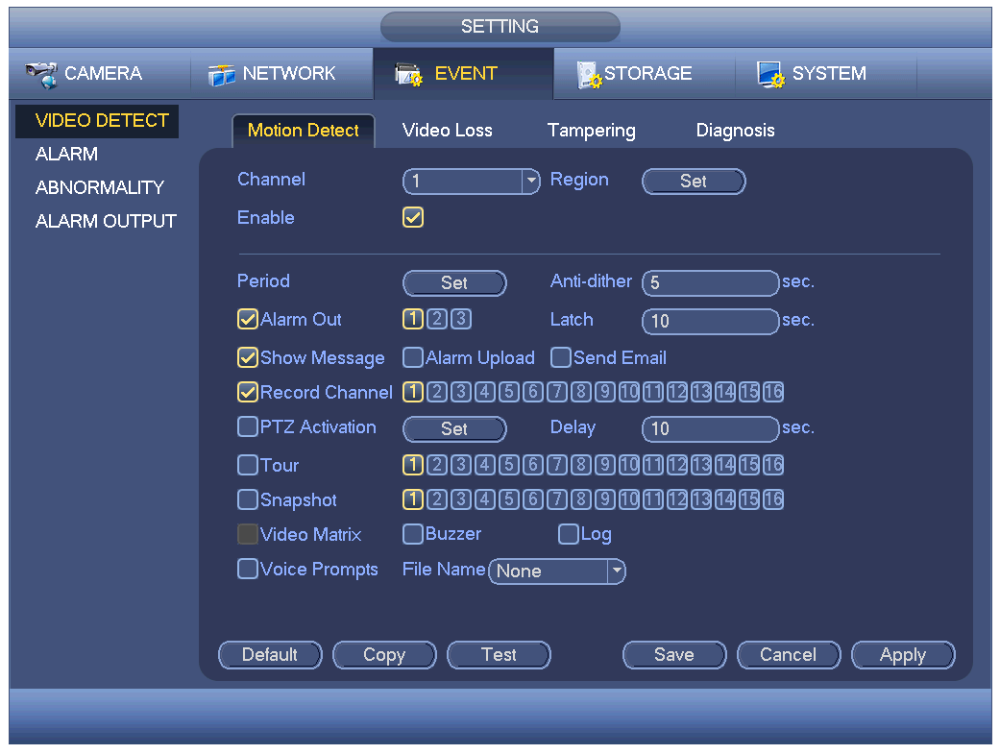 SETTING
CAMERA NETWORK EVENT STORAGE SYSTEM
VIDEO DETECT
ALARM
ABNORMALITY
ALARM OUTPUT
Motion Detect Video Loss Tampering Diagnosis
Channel 1 Region Set
Enable
Period Set Anti-dither 5 sec.
Alarm Out 1 2 3 Latch 10 sec.
Show Message Alarm Upload Send Email
Record Channel 1 2 3 4 5 6 7 8 9 10 11 12 13 14 15 16
PTZ Activation Set Delay 10 sec.
Tour 1 2 3 4 5 6 7 8 9 10 11 12 13 14 15 16
Snapshot 1 2 3 4 5 6 7 8 9 10 11 12 13 14 15 16
Video Matrix Buzzer Log
Voice Prompts File Name None
Default Copy Test Save Cancel Apply